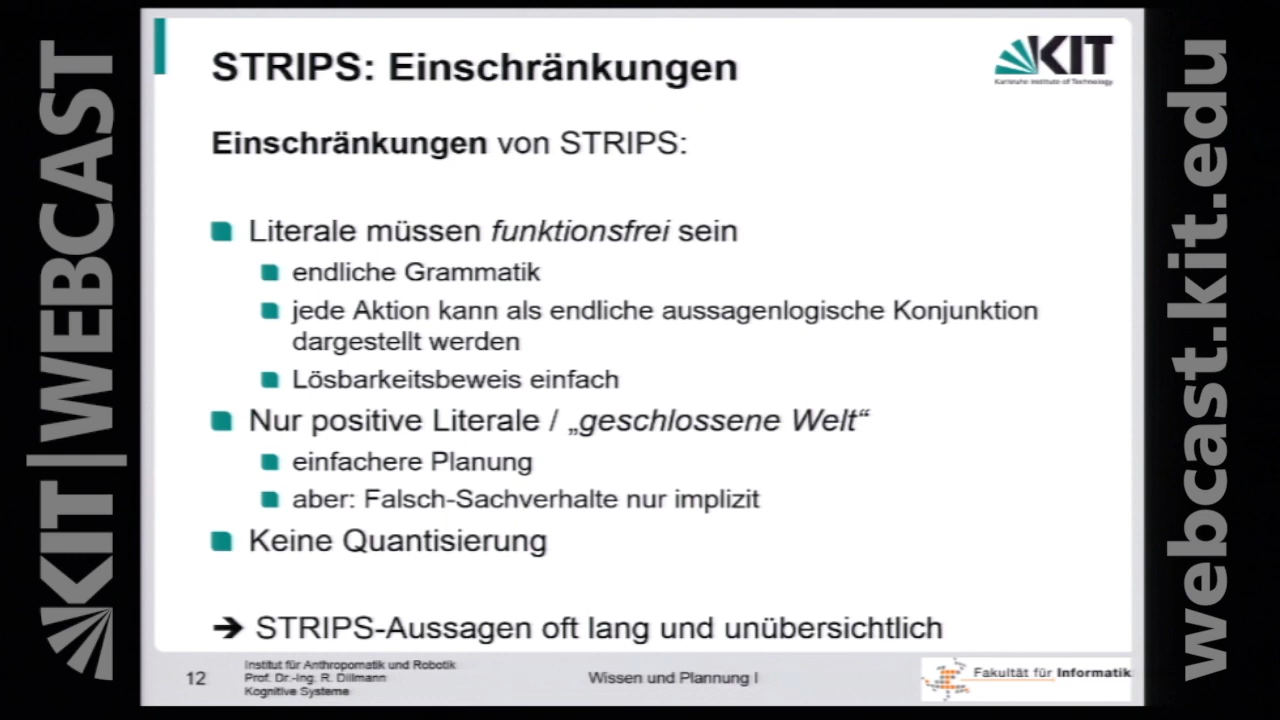 KIT|WEBCAST
STRIPS: Einschränkungen
KIT
Karlsruhe Institute of Technology
Einschränkungen von STRIPS:
Literale müssen funktionsfrei sein
endliche Grammatik
jede Aktion kann als endliche aussagenlogische Konjunktion
dargestellt werden
Lösbarkeitsbeweis einfach
Nur positive Literale / „geschlossene Welt“
einfachere Planung
aber: Falsch-Sachverhalte nur implizit
Keine Quantisierung
➔ STRIPS-Aussagen oft lang und unübersichtlich
12
Institut für Anthropomatik und Robotik
Prof. Dr.-Ing. R. Dillmann
Kognitive Systeme
Wissen und Plannung I
Fakultät für Informatik
webcast.kit.edu